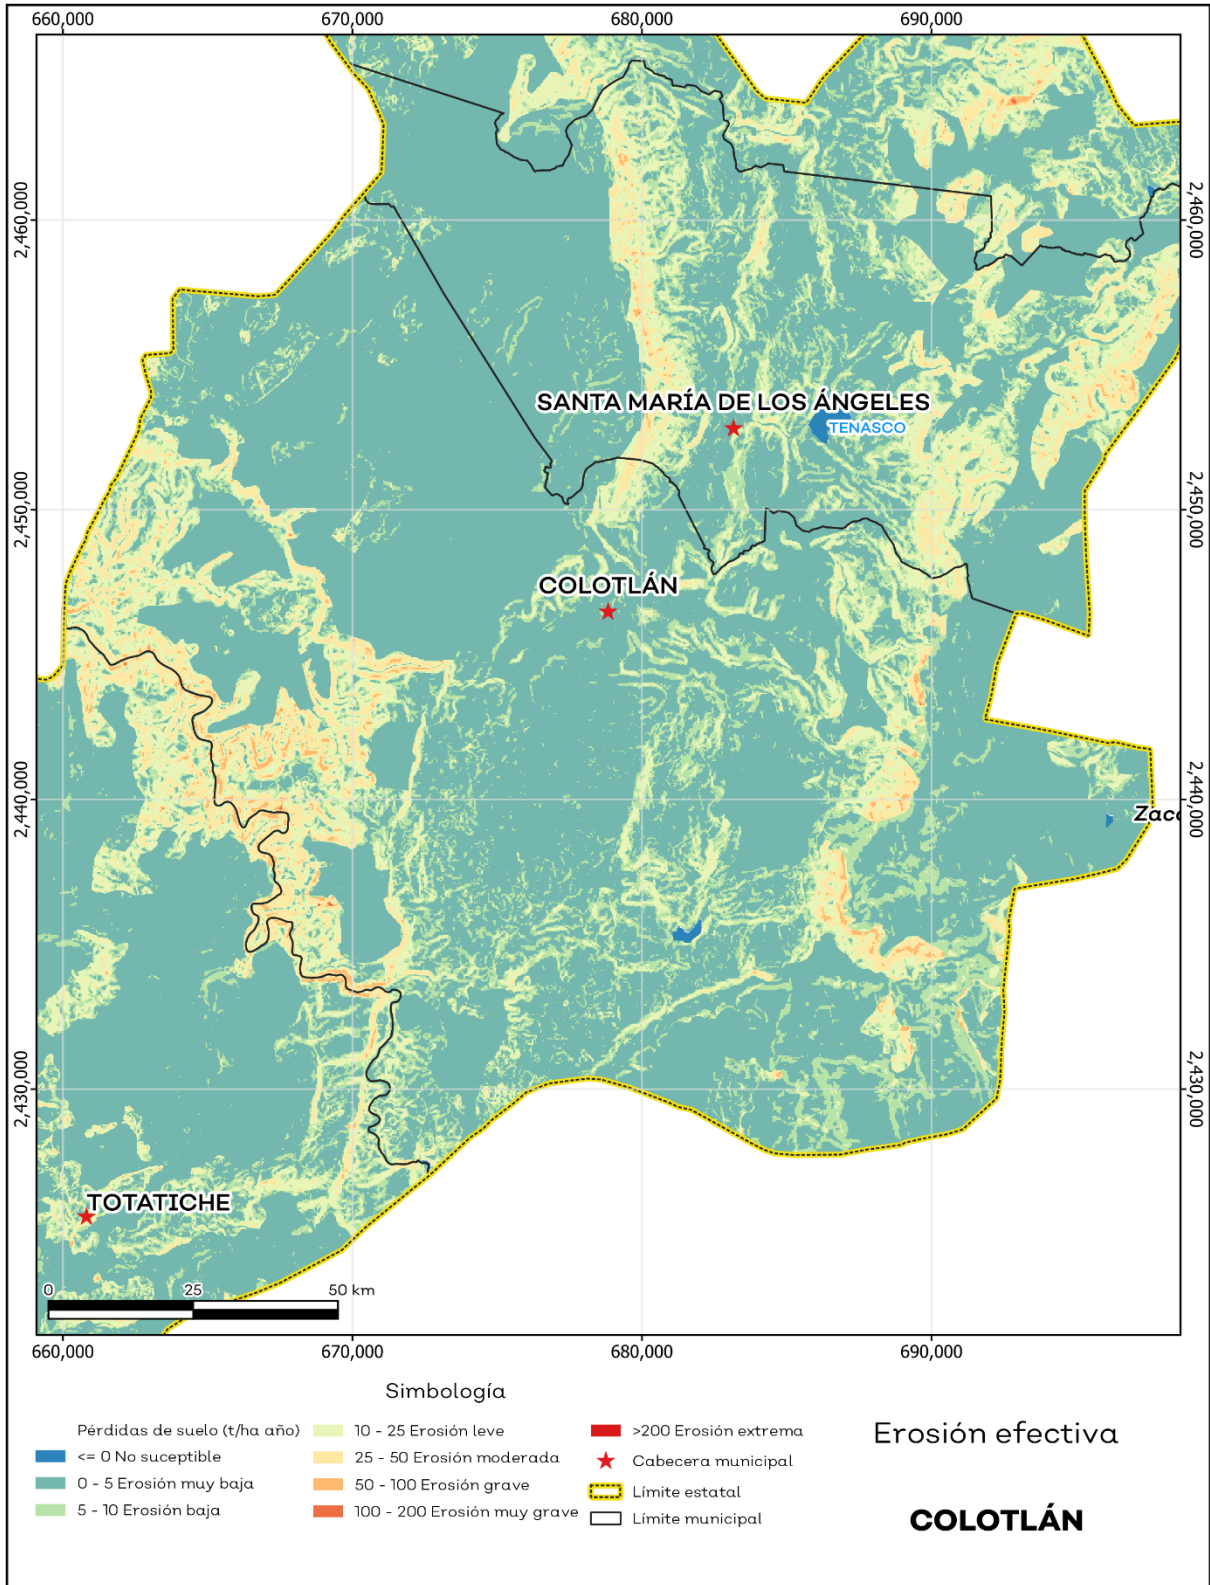 660,000
670,000
680,000
690,000
2,460,000
2,460,000
SANTA MARÍA DE LOS ÁNGELES
TENASCO
2,450,000
2,450,000
COLOTLÁN
2,440,000
2,440,000
Zaca
2,430,000
2,430,000
TOTATICHE
0
25
50 km
660,000
670,000
680,000
690,000
Simbología
Pérdidas de suelo (t/ha año)
<= 0 No suceptible
0 - 5 Erosión muy baja
5 - 10 Erosión baja
10 - 25 Erosión leve
25 - 50 Erosión moderada
50 - 100 Erosión grave
100 - 200 Erosión muy grave
>200 Erosión extrema
Cabecera municipal
Límite estatal
Límite municipal
Erosión efectiva
COLOTLÁN